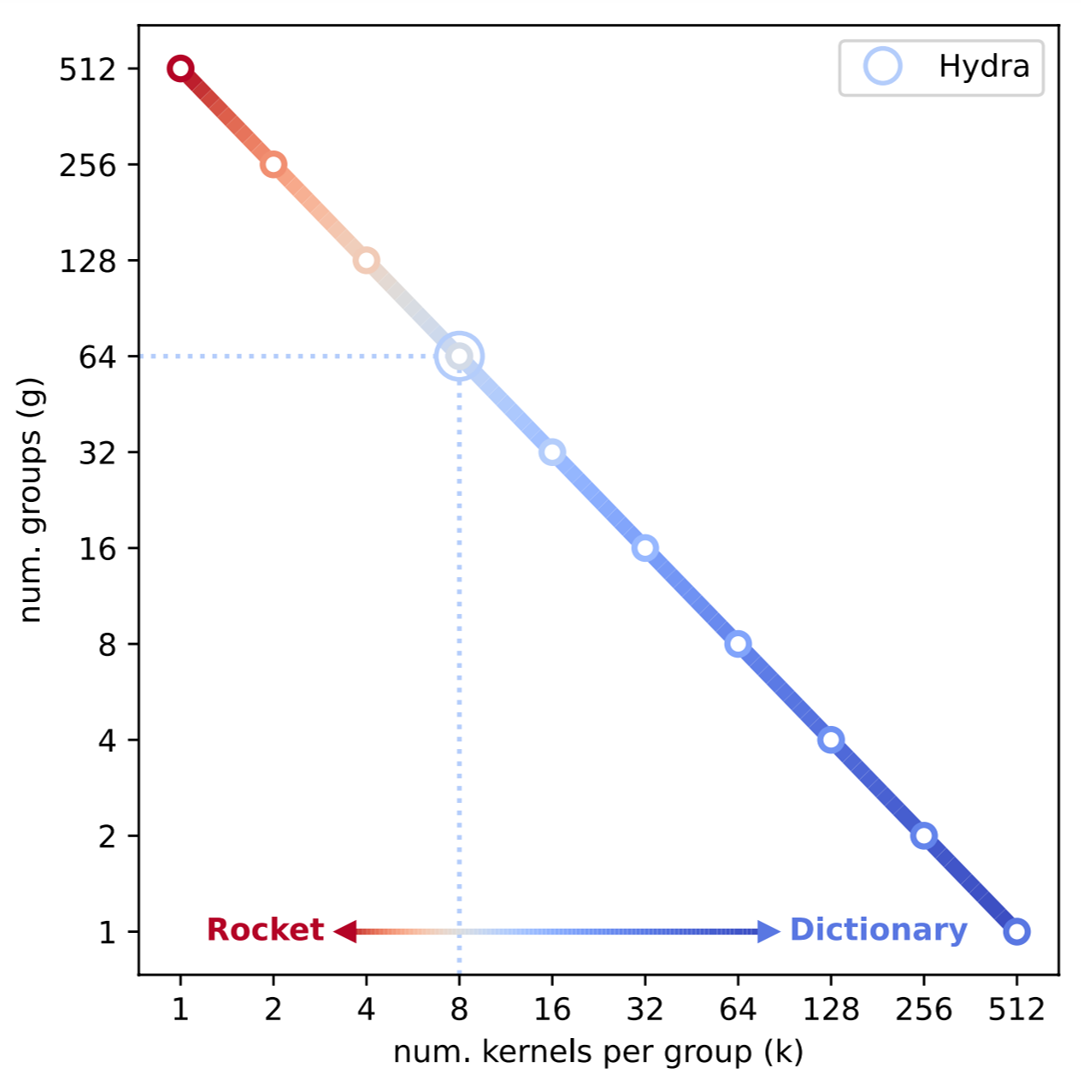 Hydra
512
256
128
64
32
16
8
4
2
1
num. groups (g)
Rocket
Dictionary
1 2 4 8 16 32 64 128 256 512
num. kernels per group (k)